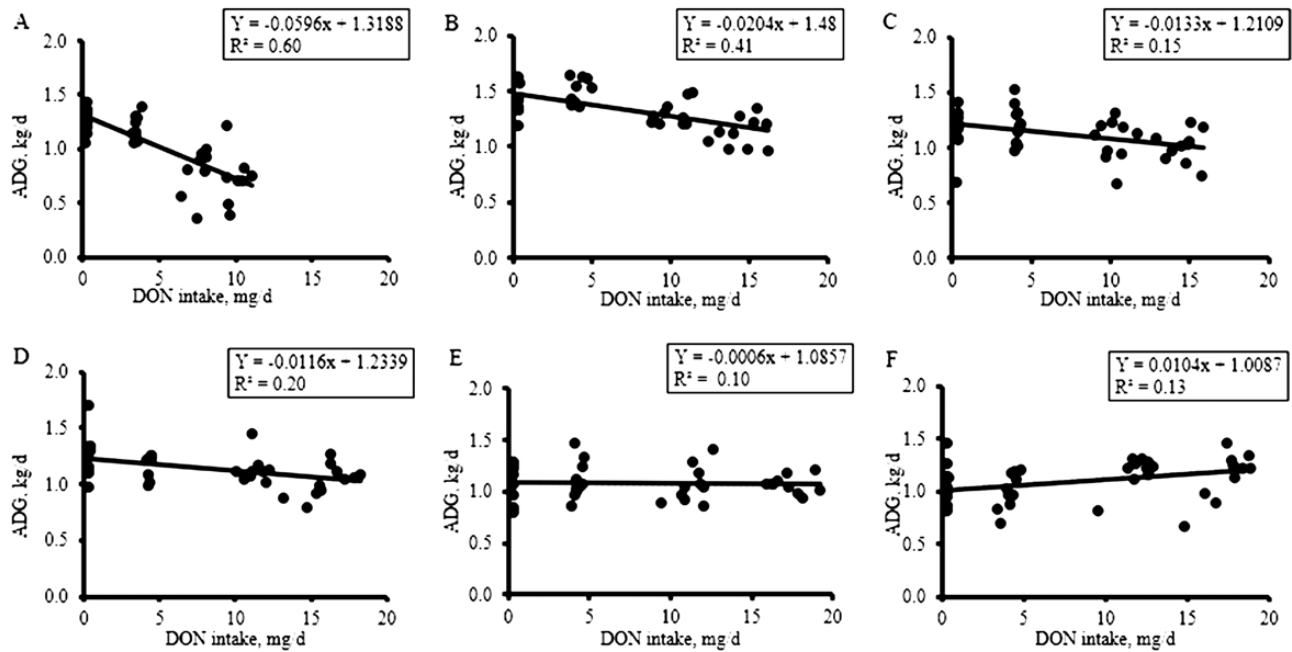 A
Y = -0.0596x + 1.3188
R² = 0.60
2.0
1.5
1.0
0.5
0.0
ADG. kg/d
0 5 10 15 20
DON intake, mg/d
B
Y = -0.0204x + 1.48
R² = 0.41
2.0
1.5
1.0
0.5
0.0
ADG. kg/d
0 5 10 15 20
DON intake, mg/d
C
Y = -0.0133x + 1.2109
R² = 0.15
2.0
1.5
1.0
0.5
0.0
ADG. kg/d
0 5 10 15 20
DON intake, mg/d
D
Y = -0.0116x + 1.2339
R² = 0.20
2.0
1.5
1.0
0.5
0.0
ADG. kg/d
0 5 10 15 20
DON intake, mg/d
E
Y = -0.0006x + 1.0857
R² = 0.10
2.0
1.5
1.0
0.5
0.0
ADG. kg/d
0 5 10 15 20
DON intake, mg/d
F
Y = 0.0104x + 1.0087
R² = 0.13
2.0
1.5
1.0
0.5
0.0
ADG. kg/d
0 5 10 15 20
DON intake, mg/d